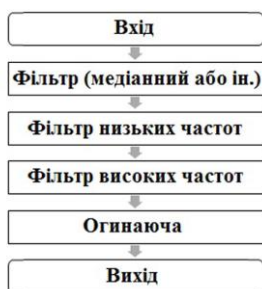 Вхід
Фільтр (медіанний або ін.)
Фільтр низьких частот
Фільтр високих частот
Огинаюча
Вихід